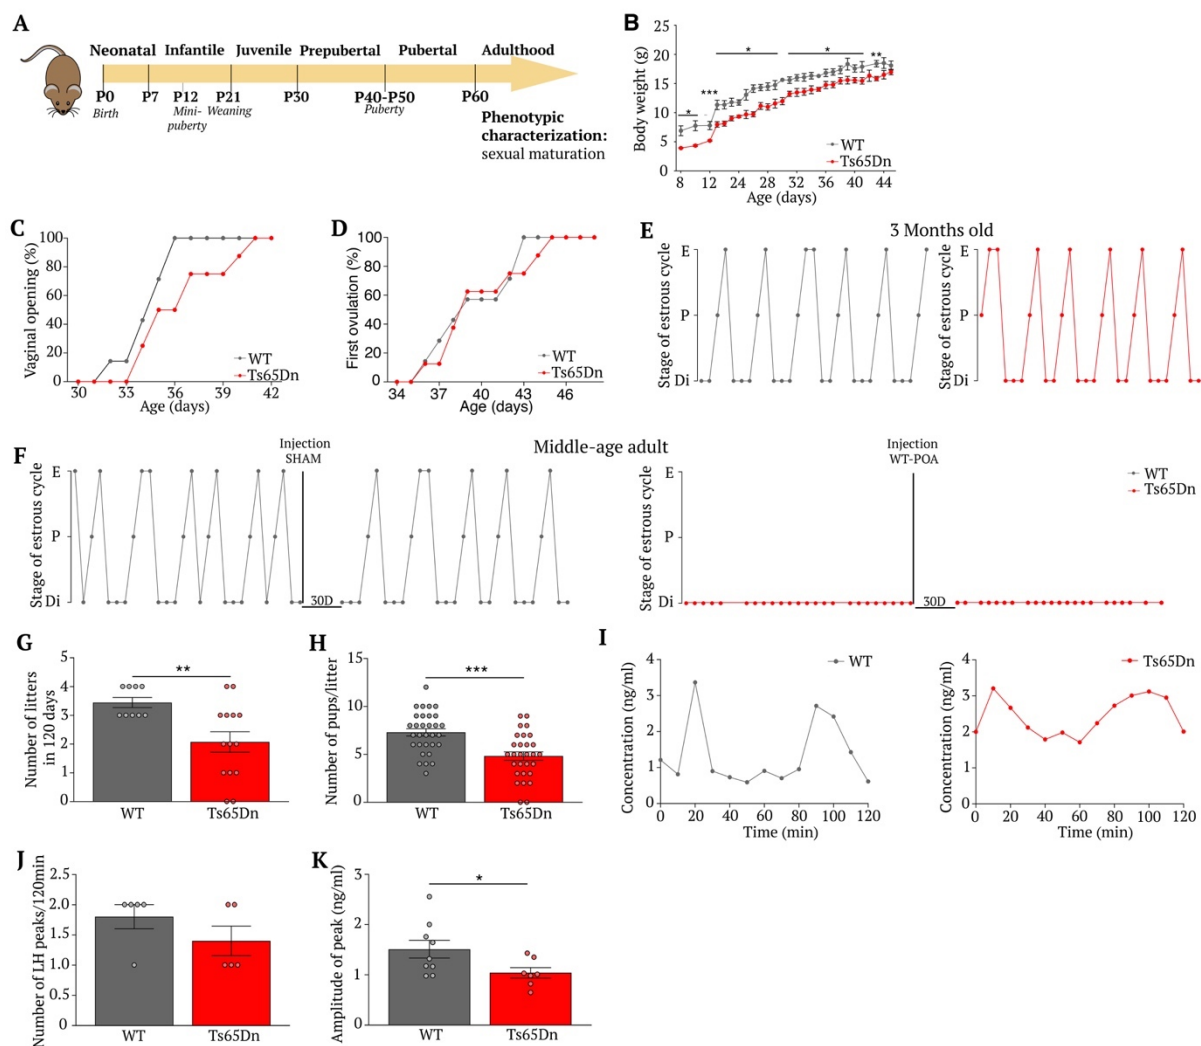 A
Neonatal Infantile Juvenile Prepubertal Pubertal Adulthood
P0 P7 P12 P21 P30 P40-P50 P60
Birth Mini-puberty Weaning Puberty
Phenotypic
characterization:
sexual maturation
B
Body weight (g)
25
20
15
10
5
0
* *** * * **
WT
Ts65Dn
8 12 24 28 32 36 40 44
Age (days)
C
Vaginal opening (%)
100
80
60
40
20
0
WT
Ts65Dn
30 33 36 39 42
Age (days)
D
First ovulation (%)
100
80
60
40
20
0
WT
Ts65Dn
34 37 40 43 46
Age (days)
E
3 Months old
Stage of estrous cycle
E
P
Di
Stage of estrous cycle
E
P
Di
F
Middle-age adult
Injection
SHAM
Stage of estrous cycle
E
P
Di
30D
Injection
WT-POA
Stage of estrous cycle
E
P
Di
30D
WT
Ts65Dn
G
Number of litters
in 120 days
5
4
3
2
1
0
**
WT Ts65Dn
H
Number of pups/litter
15
10
5
0
***
WT Ts65Dn
I
Concentration (ng/ml)
4
3
2
1
0
WT
0 20 40 60 80 100 120
Time (min)
Concentration (ng/ml)
4
3
2
1
0
Ts65Dn
0 20 40 60 80 100 120
Time (min)
J
Number of LH peaks/120min
2.5
2.0
1.5
1.0
0.5
0
WT Ts65Dn
K
Amplitude of peak (ng/ml)
3
2
1
0
*
WT Ts65Dn